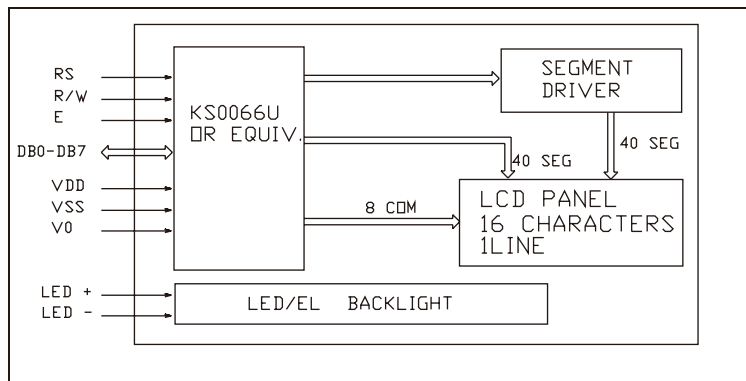 RS
R/W
E
DB0-DB7
VDD
VSS
V0
LED +
LED -
KS0066U
OR EQUIV.
SEGMENT
DRIVER
40 SEG
40 SEG
8 COM
LCD PANEL
16 CHARACTERS
1LINE
LED/EL BACKLIGHT